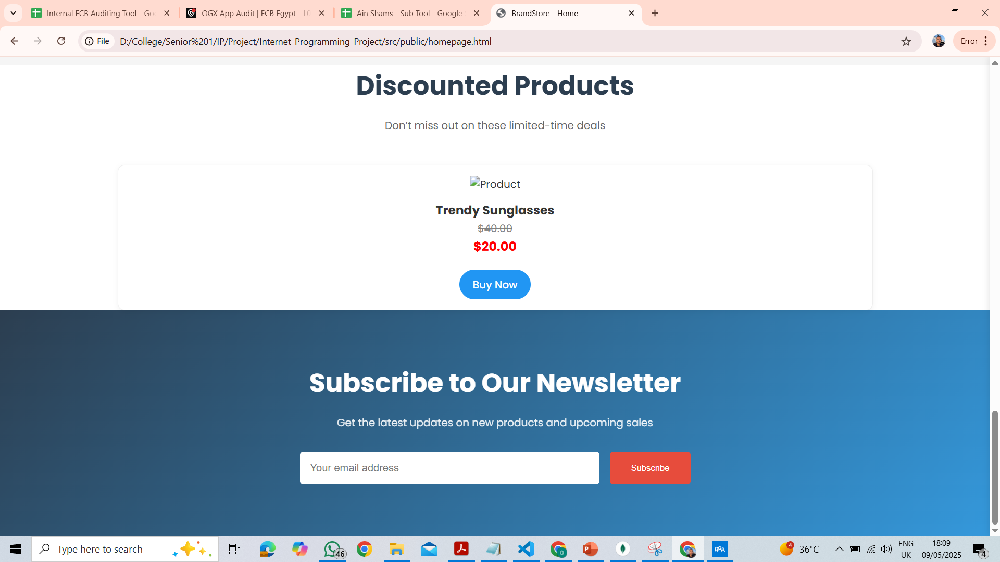 Internal ECB Auditing Tool - Go
OGX App Audit | ECB Egypt - L0
Ain Shams - Sub Tool - Google
BrandStore - Home
File
D:/College/Senior%201/IP/Project/Internet_Programming_Project/src/public/homepage.html
Error
Discounted Products
Don’t miss out on these limited-time deals
Product
Trendy Sunglasses
$40.00
$20.00
Buy Now
Subscribe to Our Newsletter
Get the latest updates on new products and upcoming sales
Your email address
Subscribe
Type here to search
46
4
36°C
ENG
UK
18:09
09/05/2025
4